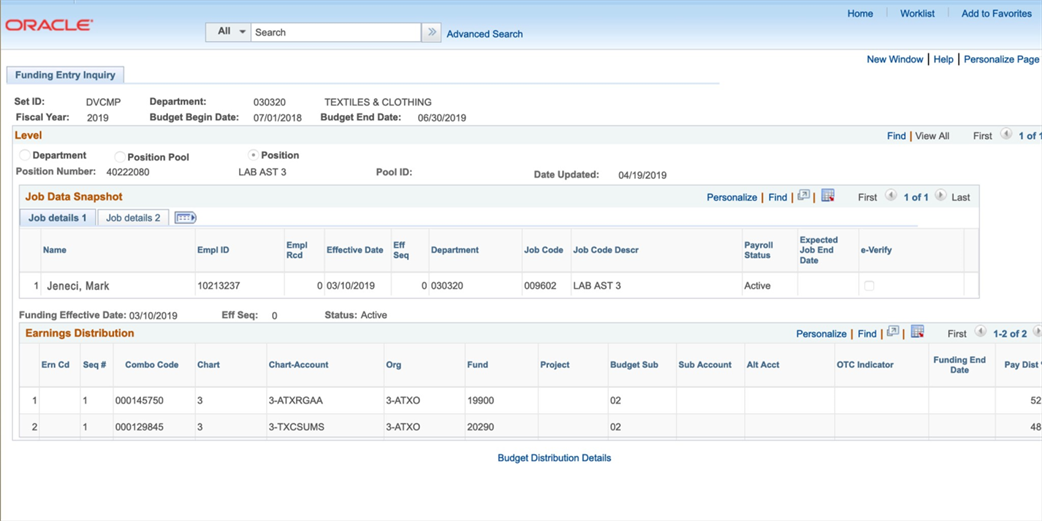 Home Worklist Add to Favorites
ORACLE
All Search Advanced Search
New Window | Help | Personalize Page
Funding Entry Inquiry
Set ID: DVCMP Department: 030320 TEXTILES & CLOTHING
Fiscal Year: 2019 Budget Begin Date: 07/01/2018 Budget End Date: 06/30/2019
Level Find | View All First 1 of 1
Department Position Pool Position
Position Number: 40222080 LAB AST 3 Pool ID: Date Updated: 04/19/2019
Job Data Snapshot Personalize | Find | | First 1 of 1 Last
Job details 1 Job details 2
Name Empl ID Empl Rcd Effective Date Eff Seq Department Job Code Job Code Descr Payroll Status Expected Job End Date e-Verify
1 Jeneci, Mark 10213237 0 03/10/2019 0 030320 009602 LAB AST 3 Active
Funding Effective Date: 03/10/2019 Eff Seq: 0 Status: Active
Earnings Distribution Personalize | Find | | First 1-2 of 2
Ern Cd Seq # Combo Code Chart Chart-Account Org Fund Project Budget Sub Sub Account Alt Acct OTC Indicator Funding End Date Pay Dist
1 1 000145750 3 3-ATXRGAA 3-ATXO 19900 02 52
2 1 000129845 3 3-TXCSUMS 3-ATXO 20290 02 48
Budget Distribution Details